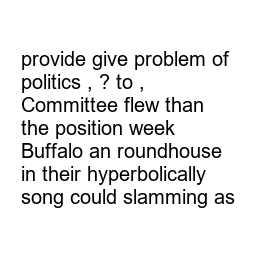 provide give problem of
politics , ? to ,
Committee flew than
the position week
Buffalo an roundhouse
in their hyperbolically
song could slamming as